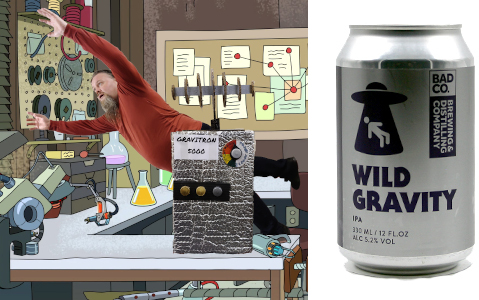 GRAVITRON
5000
BAD
CO.
BREWING &
DISTILLING
COMPANY
WILD
GRAVITY
IPA
330 ML / 12 FL.OZ
ALC 5.2% VOL